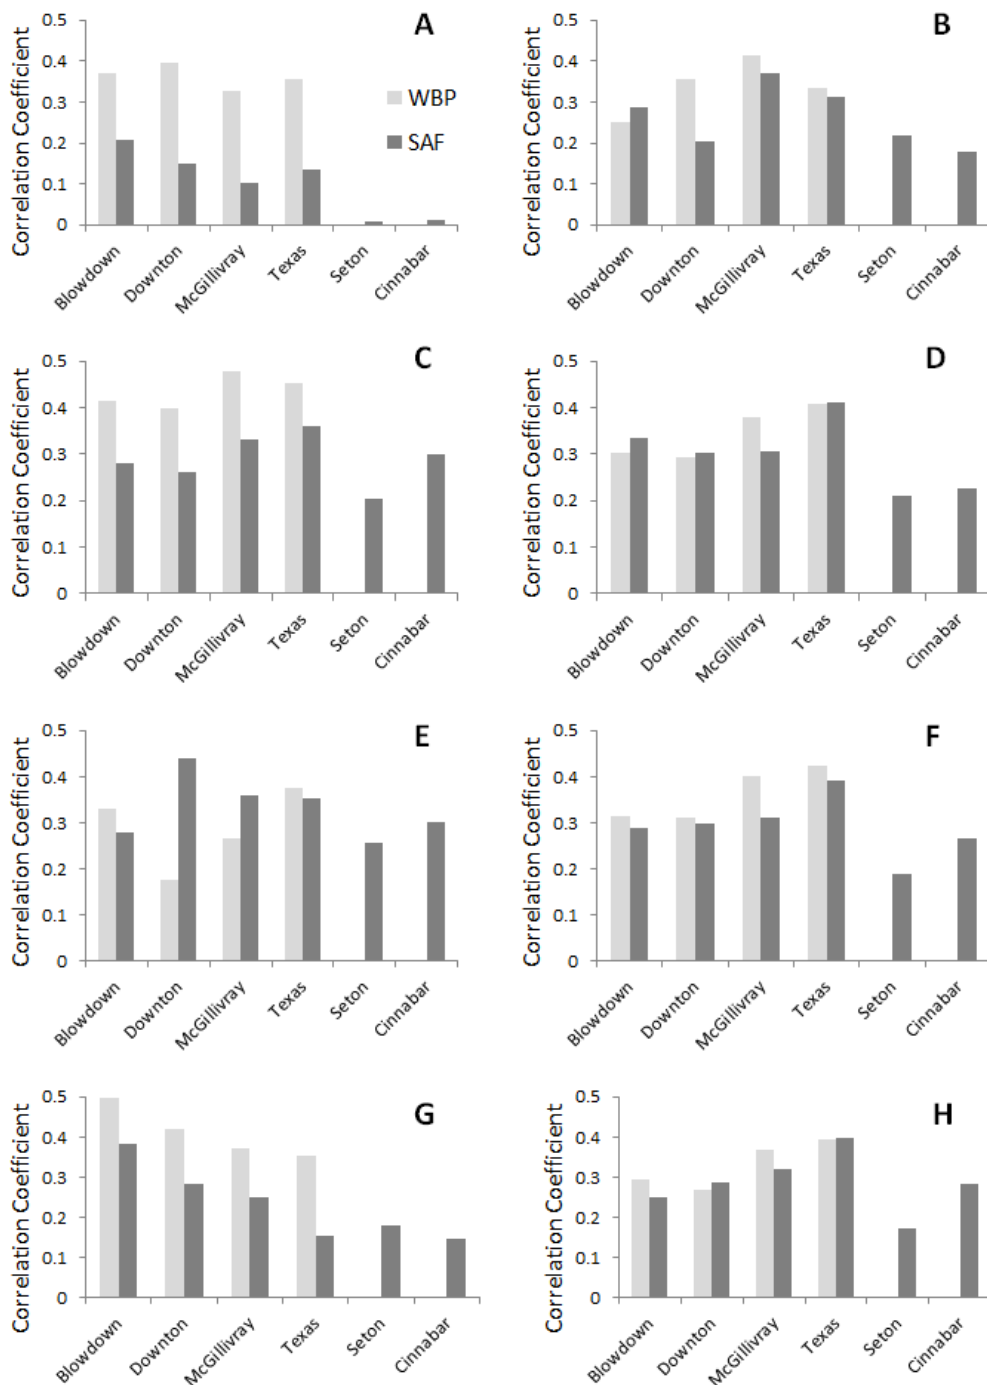 A
Correlation Coefficient
0.5
0.4
0.3
0.2
0.1
0
WBP
SAF
Blowdown
Downton
McGillivray
Texas
Seton
Cinnabar
B
Correlation Coefficient
0.5
0.4
0.3
0.2
0.1
0
Blowdown
Downton
McGillivray
Texas
Seton
Cinnabar
C
Correlation Coefficient
0.5
0.4
0.3
0.2
0.1
0
Blowdown
Downton
McGillivray
Texas
Seton
Cinnabar
D
Correlation Coefficient
0.5
0.4
0.3
0.2
0.1
0
Blowdown
Downton
McGillivray
Texas
Seton
Cinnabar
E
Correlation Coefficient
0.5
0.4
0.3
0.2
0.1
0
Blowdown
Downton
McGillivray
Texas
Seton
Cinnabar
F
Correlation Coefficient
0.5
0.4
0.3
0.2
0.1
0
Blowdown
Downton
McGillivray
Texas
Seton
Cinnabar
G
Correlation Coefficient
0.5
0.4
0.3
0.2
0.1
0
Blowdown
Downton
McGillivray
Texas
Seton
Cinnabar
H
Correlation Coefficient
0.5
0.4
0.3
0.2
0.1
0
Blowdown
Downton
McGillivray
Texas
Seton
Cinnabar